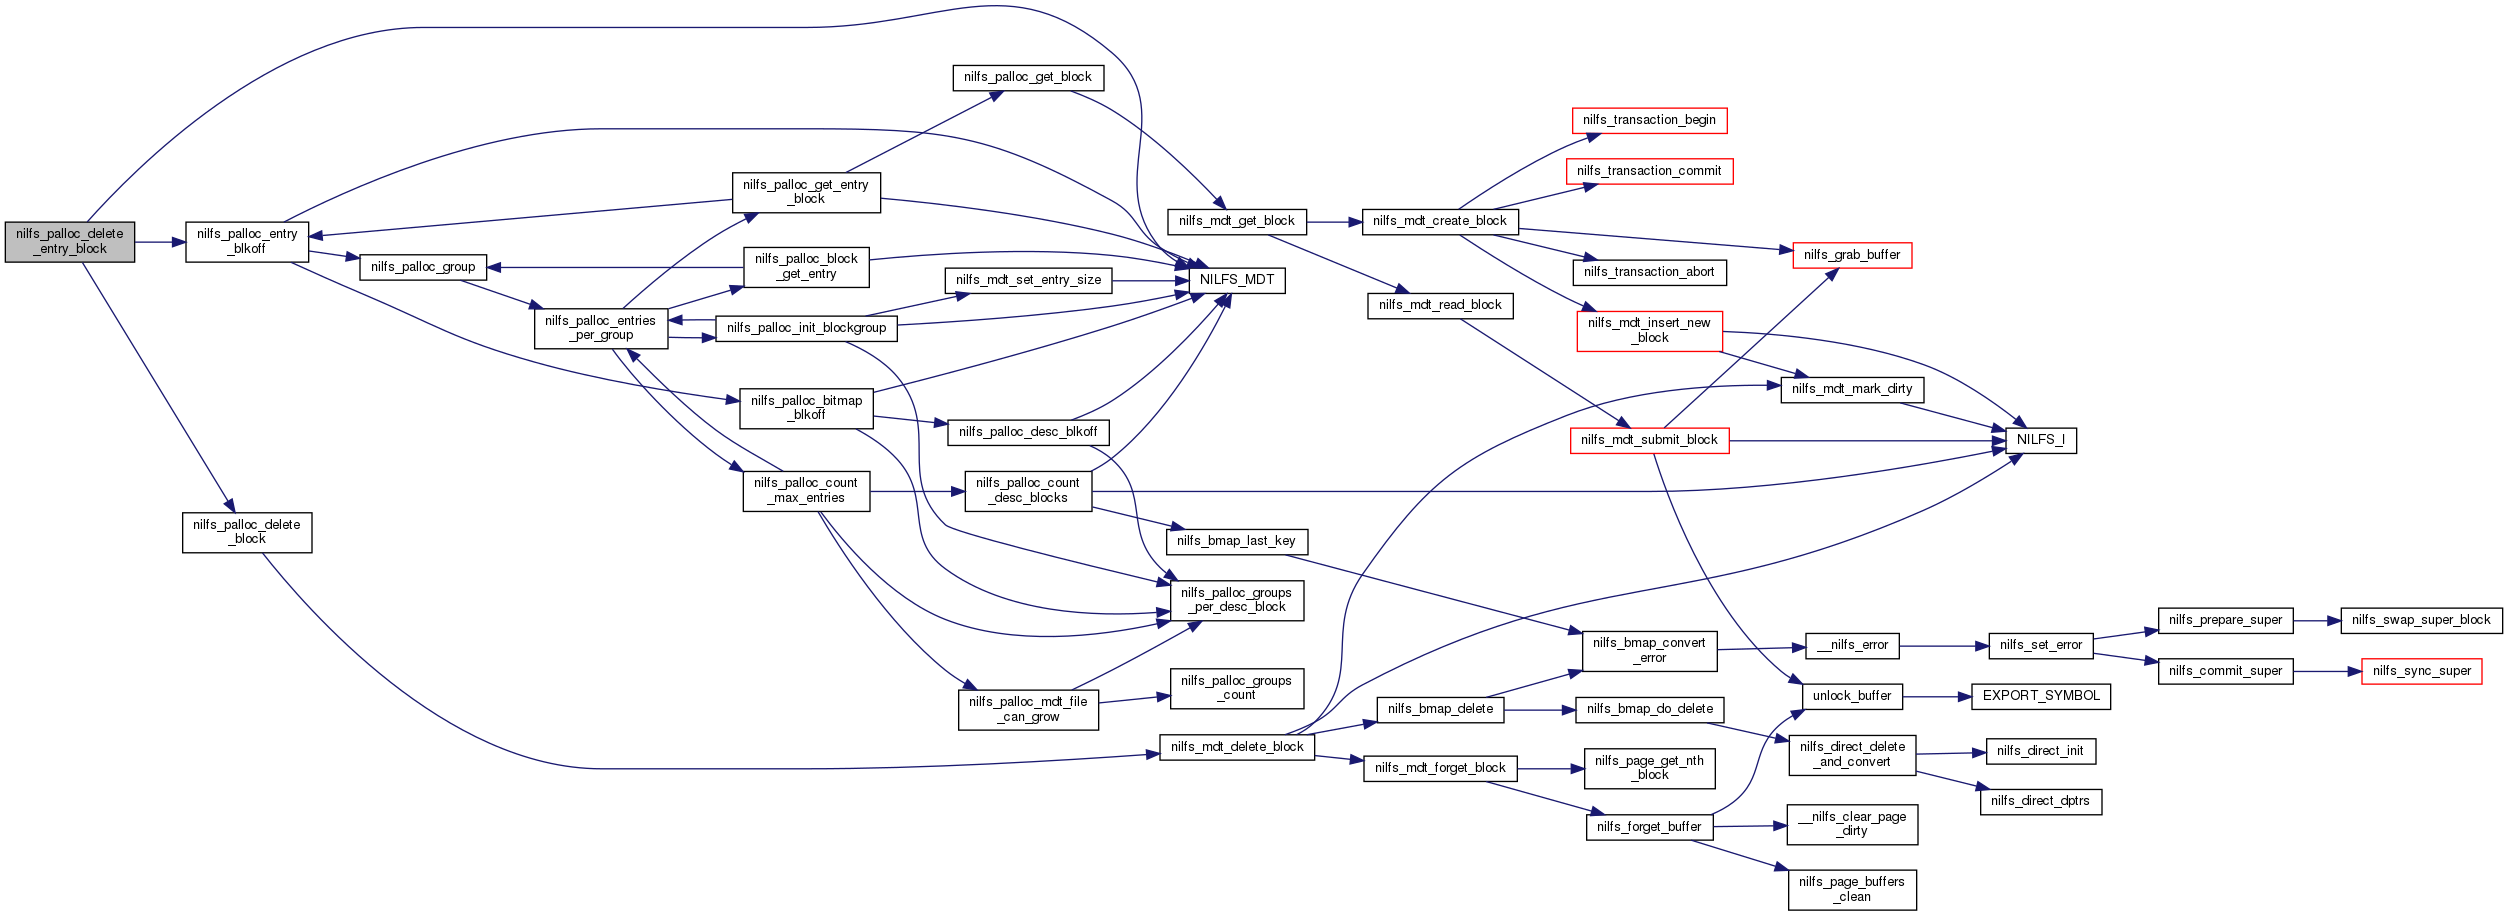 nilfs_palloc_delete
_entry_block
nilfs_palloc_entry
_blkoff
nilfs_palloc_delete
_block
nilfs_palloc_group
nilfs_palloc_entries
_per_group
nilfs_palloc_get_entry
_block
nilfs_palloc_block
_get_entry
nilfs_palloc_init_blockgroup
nilfs_palloc_bitmap
_blkoff
nilfs_palloc_count
_max_entries
nilfs_palloc_get_block
nilfs_mdt_set_entry_size
nilfs_palloc_desc_blkoff
nilfs_palloc_count
_desc_blocks
nilfs_palloc_mdt_file
_can_grow
nilfs_mdt_get_block
NILFS_MDT
nilfs_bmap_last_key
nilfs_palloc_groups
_per_desc_block
nilfs_palloc_groups
_count
nilfs_mdt_delete_block
nilfs_mdt_create_block
nilfs_mdt_read_block
nilfs_bmap_delete
nilfs_mdt_forget_block
nilfs_transaction_begin
nilfs_transaction_commit
nilfs_transaction_abort
nilfs_mdt_insert_new
_block
nilfs_mdt_submit_block
nilfs_bmap_convert
_error
nilfs_bmap_do_delete
nilfs_page_get_nth
_block
nilfs_forget_buffer
nilfs_grab_buffer
nilfs_mdt_mark_dirty
__nilfs_error
unlock_buffer
nilfs_direct_delete
_and_convert
__nilfs_clear_page
_dirty
nilfs_page_buffers
_clean
NILFS_I
nilfs_set_error
EXPORT_SYMBOL
nilfs_direct_init
nilfs_direct_dptrs
nilfs_prepare_super
nilfs_commit_super
nilfs_swap_super_block
nilfs_sync_super